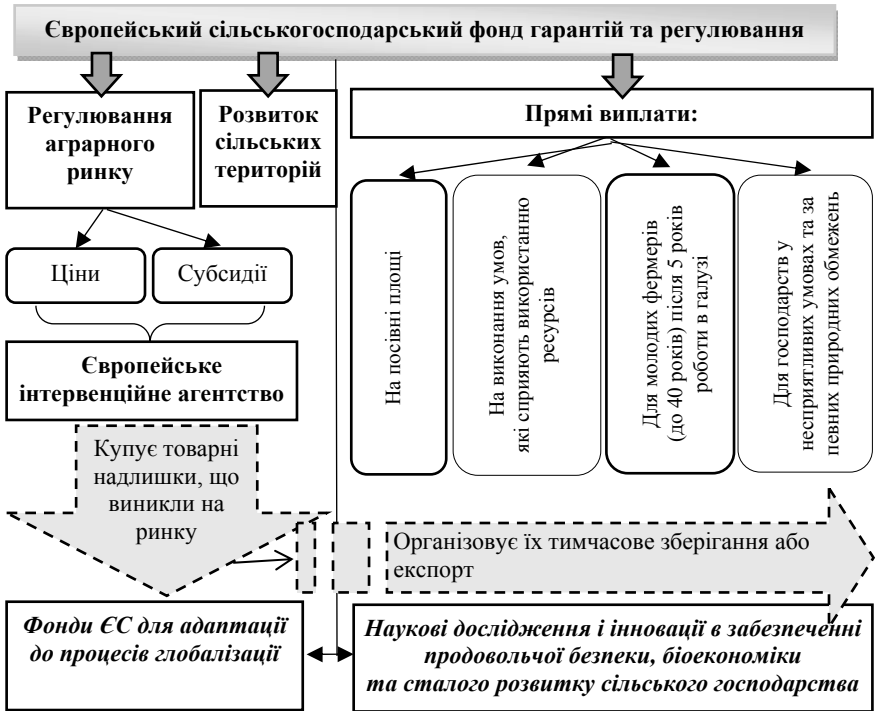 Європейський сільськогосподарський фонд гарантій та регулювання
Регулювання
аграрного
ринку
Розвиток
сільських
територій
Прямі виплати:
Ціни
Субсидії
Європейське
інтервенційне агентство
На посівні площі
На виконання умов,
які сприяють використанню
ресурсів
Для молодих фермерів
(до 40 років) після 5 років
роботи в галузі
Для господарств у
несприятливих умовах та за
певних природних обмежень
Купує товарні
надлишки, що
виникли на
ринку
Організовує їх тимчасове зберігання або
експорт
Фонди ЄС для адаптації
до процесів глобалізації
Наукові дослідження і інновації в забезпеченні
продовольчої безпеки, біоекономіки
та сталого розвитку сільського господарства